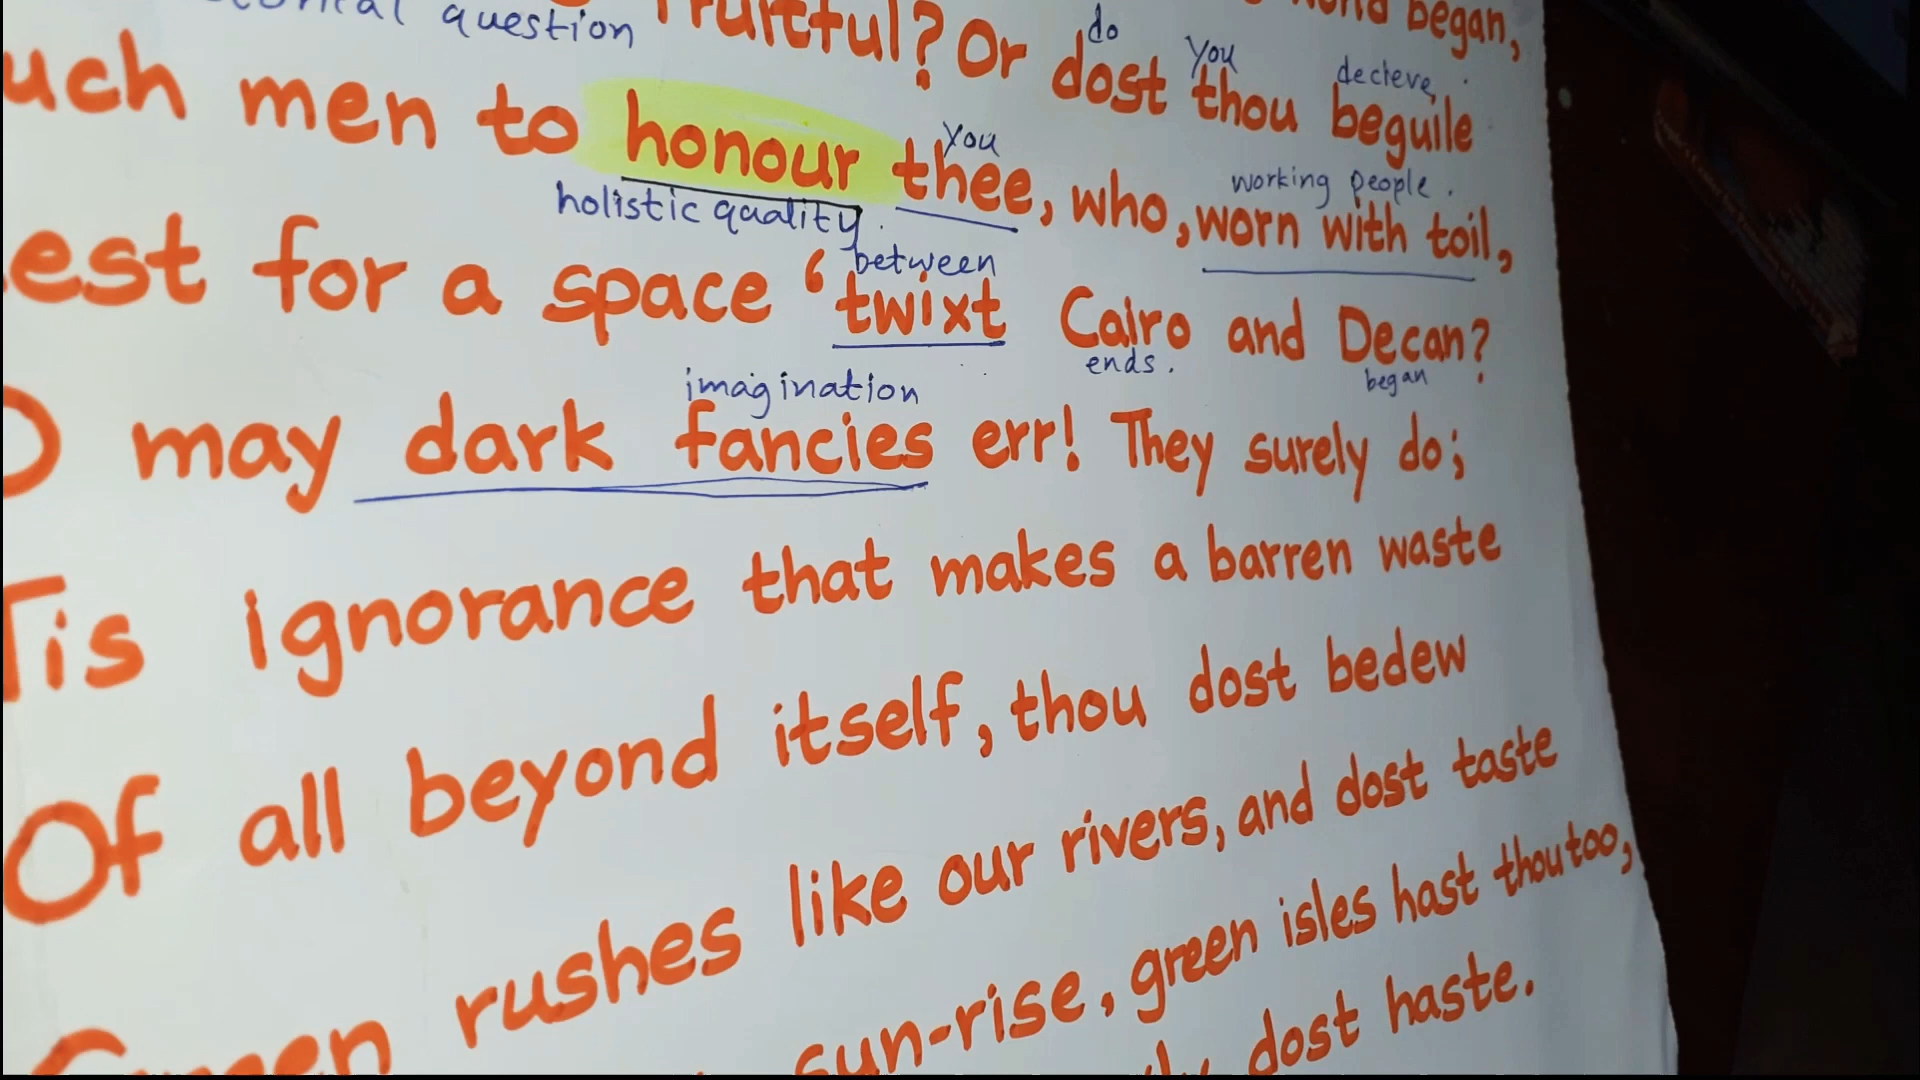 question fruitful? Or dost do thou You beguile decieve began,
uch men to honour thee, You who, worn with toil, working people.
holistic quality.
est for a space ‘twixt between Cairo and Decan?
ends. began
imagination
O may dark fancies err! They surely do;
Tis ignorance that makes a barren waste
Of all beyond itself, thou dost bedew
Green rushes like our rivers, and dost taste
sun-rise, green isles hast thou too,
dost haste.